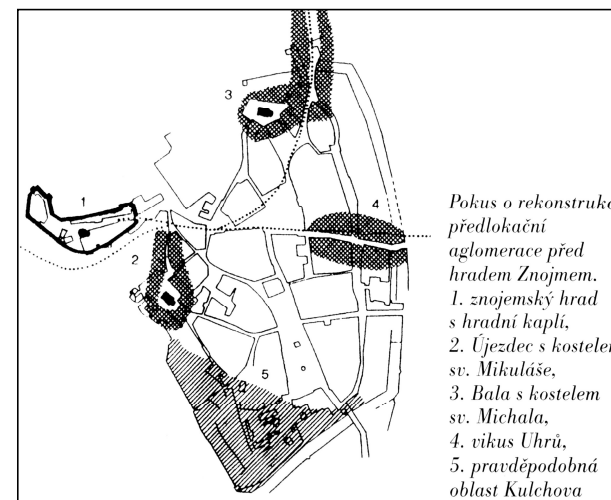 3
1
4
2
5
Pokus o rekonstrukc
předlokační
aglomerace před
hradem Znojmem.
1. znojemský hrad
s hradní kaplí,
2. Újezdec s kostelem
sv. Mikuláše,
3. Bala s kostelem
sv. Michala,
4. vikus Uhrů,
5. pravděpodobná
oblast Kulchova